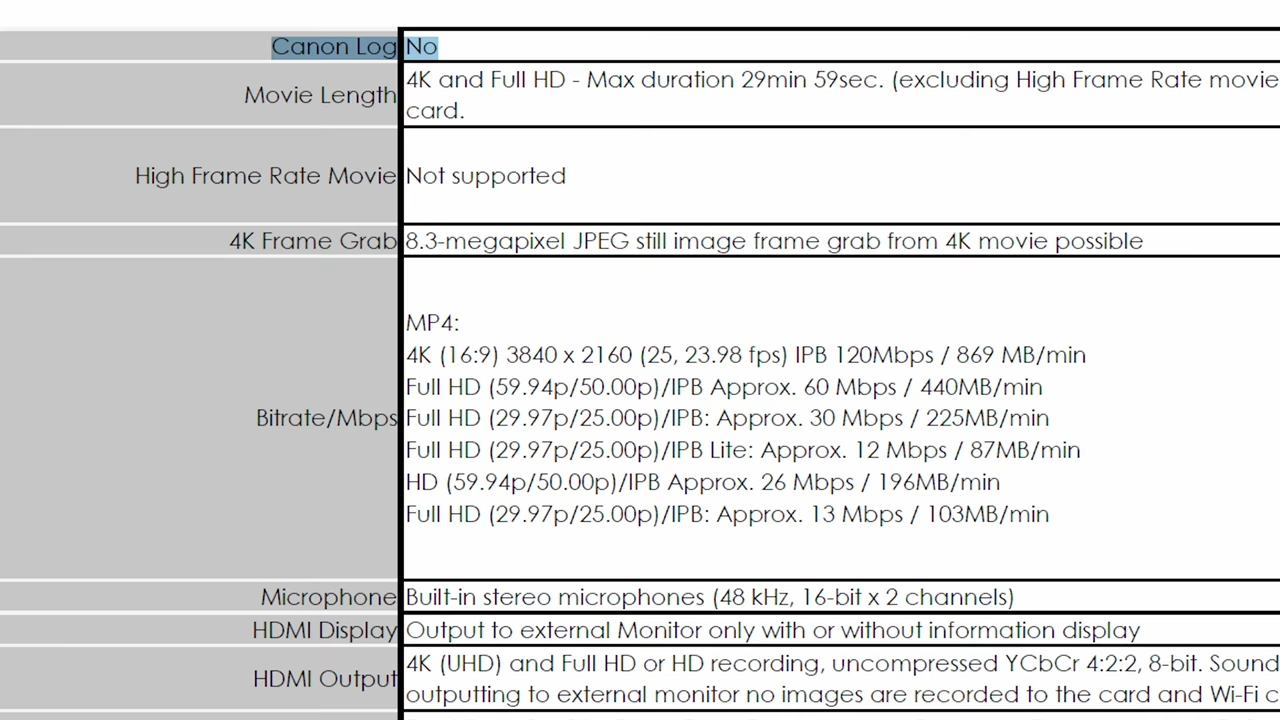 Canon Log No
Movie Length 4K and Full HD - Max duration 29min 59sec. (excluding High Frame Rate movie
card.
High Frame Rate Movie Not supported
4K Frame Grab 8.3-megapixel JPEG still image frame grab from 4K movie possible
MP4:
4K (16:9) 3840 x 2160 (25, 23.98 fps) IPB 120Mbps / 869 MB/min
Full HD (59.94p/50.00p)/IPB Approx. 60 Mbps / 440MB/min
Bitrate/Mbps Full HD (29.97p/25.00p)/IPB: Approx. 30 Mbps / 225MB/min
Full HD (29.97p/25.00p)/IPB Lite: Approx. 12 Mbps / 87MB/min
HD (59.94p/50.00p)/IPB Approx. 26 Mbps / 196MB/min
Full HD (29.97p/25.00p)/IPB: Approx. 13 Mbps / 103MB/min
Microphone Built-in stereo microphones (48 kHz, 16-bit x 2 channels)
HDMI Display Output to external Monitor only with or without information display
HDMI Output 4K (UHD) and Full HD or HD recording, uncompressed YCbCr 4:2:2, 8-bit. Sound
outputting to external monitor no images are recorded to the card and Wi-Fi c